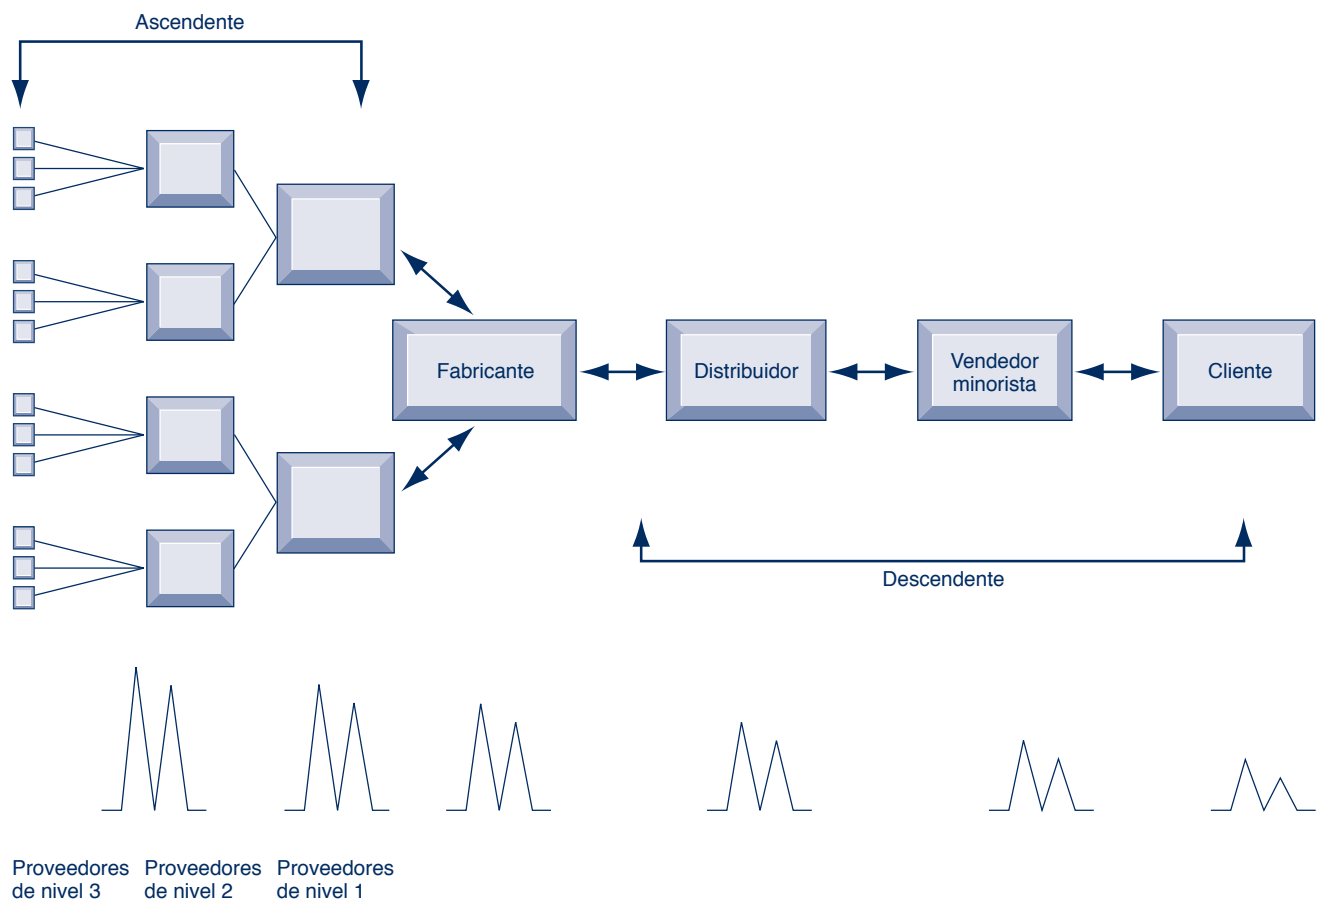 Ascendente
Fabricante
Distribuidor
Vendedor
minorista
Cliente
Descendente
Proveedores
de nivel 3
Proveedores
de nivel 2
Proveedores
de nivel 1